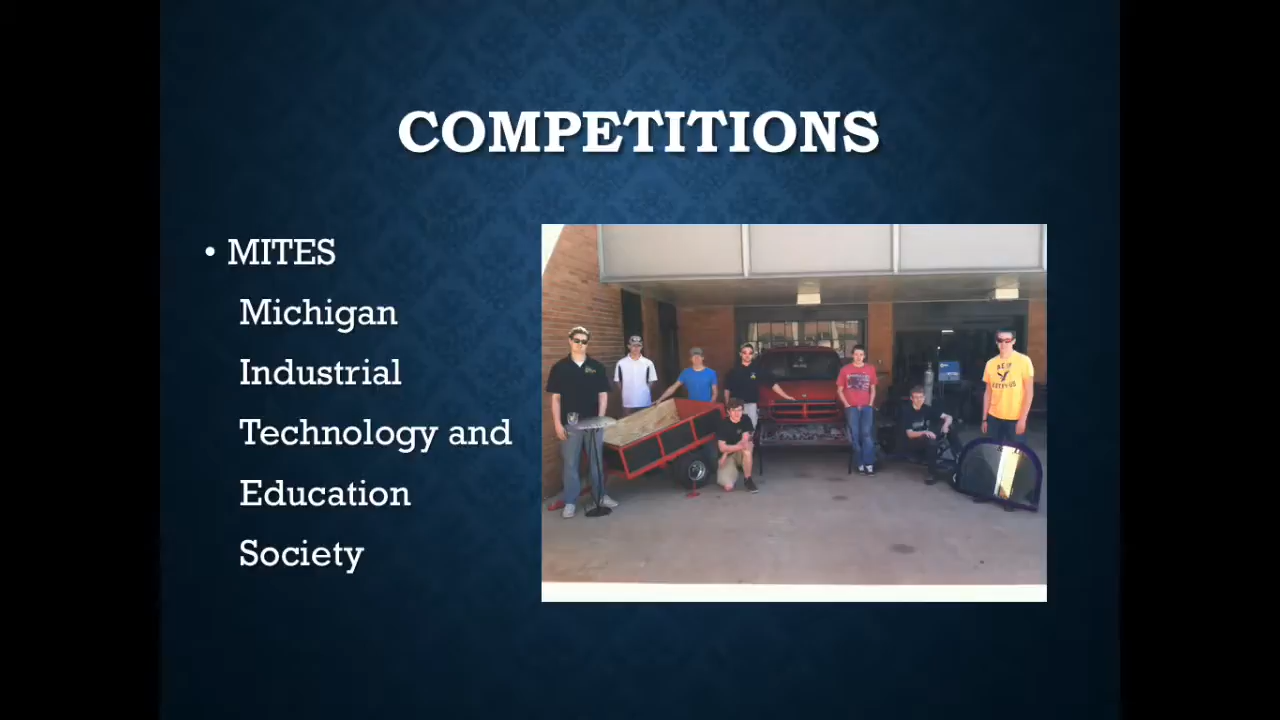 COMPETITIONS
• MITES
Michigan
Industrial
Technology and
Education
Society